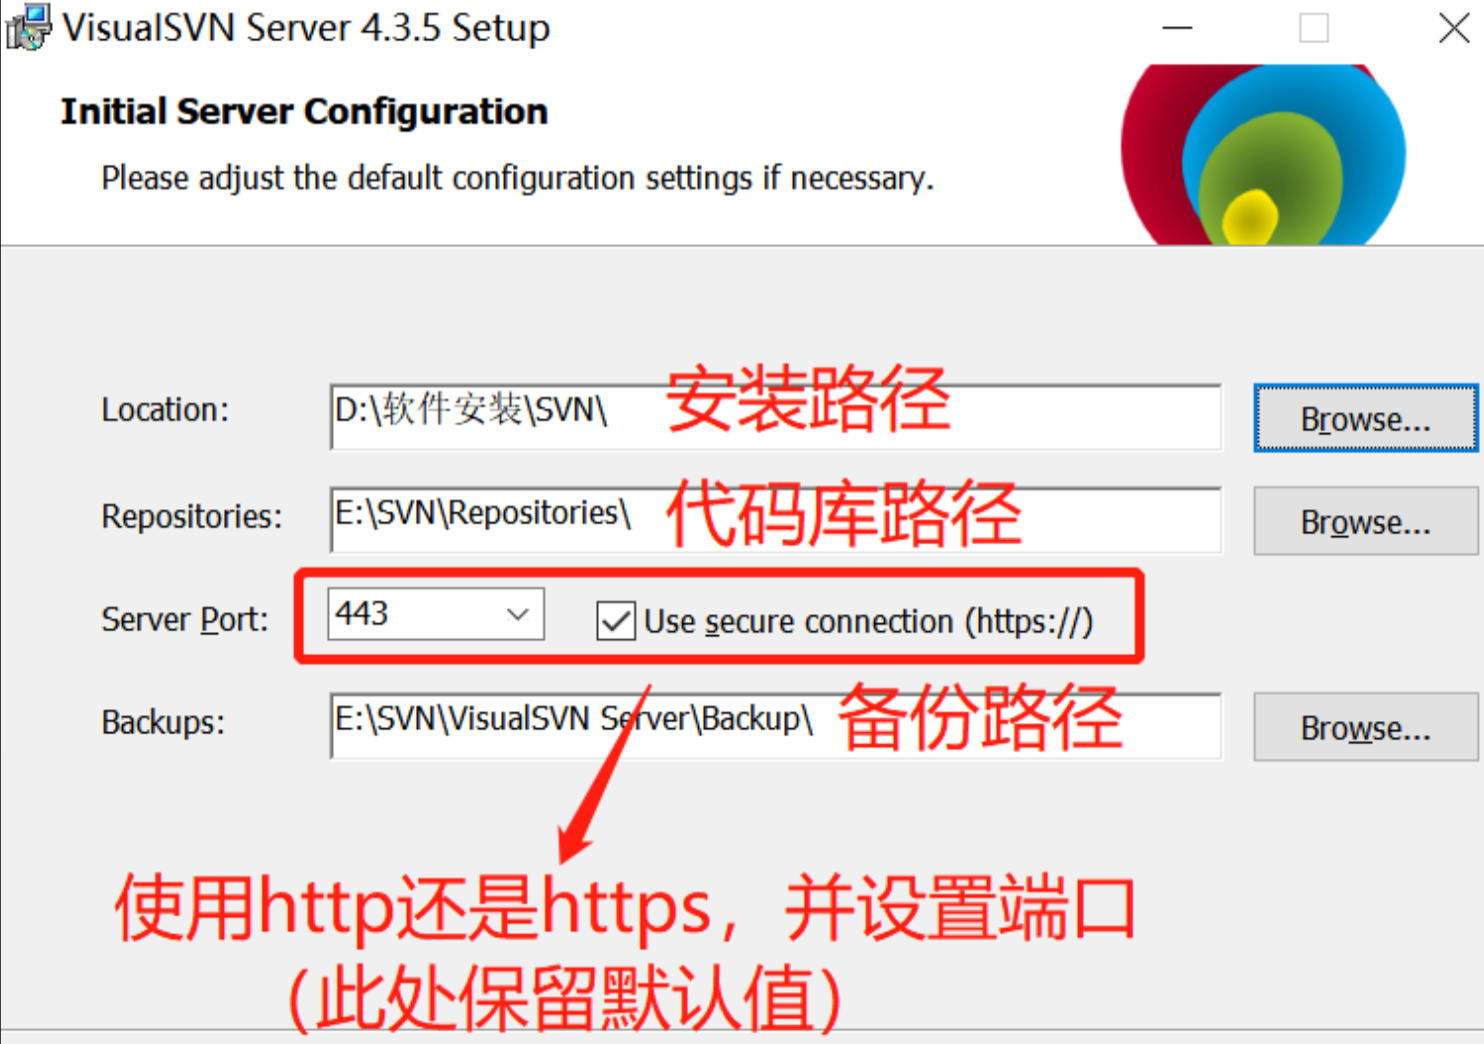 VisualSVN Server 4.3.5 Setup
Initial Server Configuration
Please adjust the default configuration settings if necessary.
Location: D:\软件安装\SVN\ 安装路径 Browse...
Repositories: E:\SVN\Repositories\ 代码库路径 Browse...
Server Port: 443 Use secure connection (https://)
Backups: E:\SVN\VisualSVN Server\Backup\ 备份路径 Browse...
使用http还是https，并设置端口
（此处保留默认值）